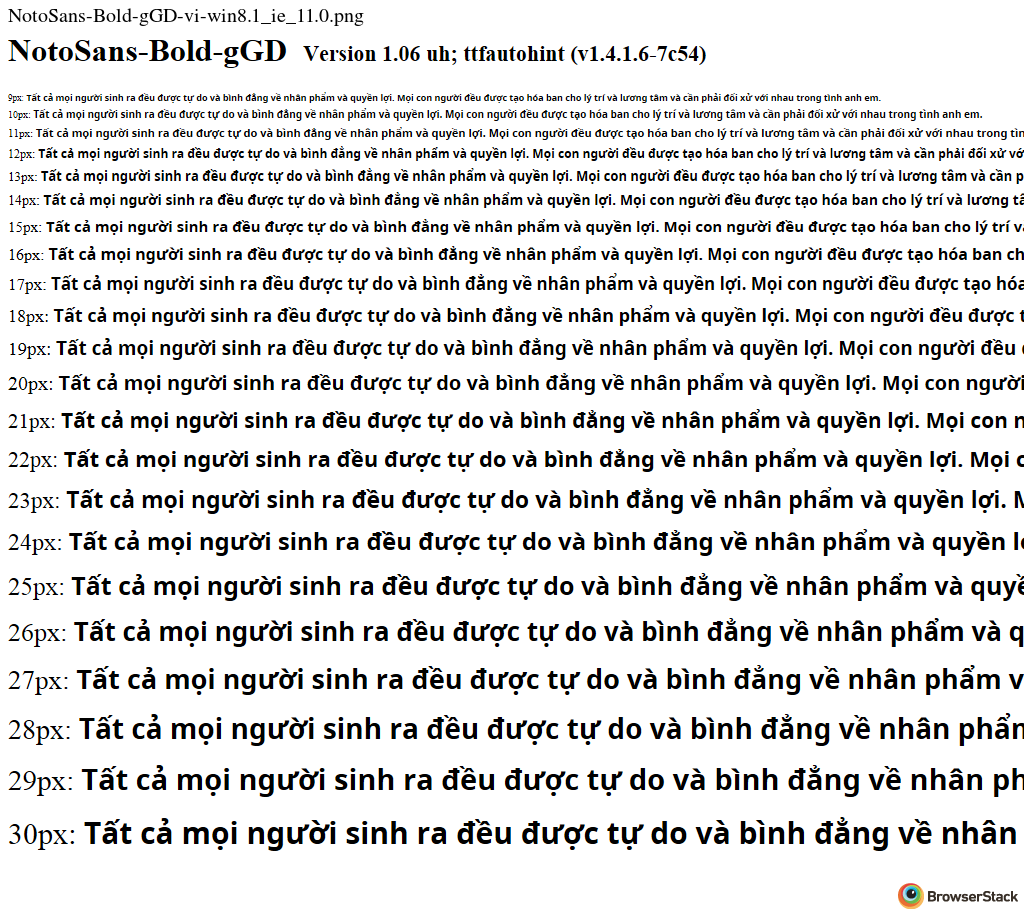 NotoSans-Bold-gGD-vi-win8.1_ie_11.0.png
NotoSans-Bold-gGD Version 1.06 uh; ttfautohint (v1.4.1.6-7c54)
9px: Tất cả mọi người sinh ra đều được tự do và bình đẳng về nhân phẩm và quyền lợi. Mọi con người đều được tạo hóa ban cho lý trí và lương tâm và cần phải đối xử với nhau trong tình anh em.
10px: Tất cả mọi người sinh ra đều được tự do và bình đẳng về nhân phẩm và quyền lợi. Mọi con người đều được tạo hóa ban cho lý trí và lương tâm và cần phải đối xử với nhau trong tình anh em.
11px: Tất cả mọi người sinh ra đều được tự do và bình đẳng về nhân phẩm và quyền lợi. Mọi con người đều được tạo hóa ban cho lý trí và lương tâm và cần phải đối xử với nhau trong tìn
12px: Tất cả mọi người sinh ra đều được tự do và bình đẳng về nhân phẩm và quyền lợi. Mọi con người đều được tạo hóa ban cho lý trí và lương tâm và cần phải đối xử vớ
13px: Tất cả mọi người sinh ra đều được tự do và bình đẳng về nhân phẩm và quyền lợi. Mọi con người đều được tạo hóa ban cho lý trí và lương tâm và cần p
14px: Tất cả mọi người sinh ra đều được tự do và bình đẳng về nhân phẩm và quyền lợi. Mọi con người đều được tạo hóa ban cho lý trí và lương tâ
15px: Tất cả mọi người sinh ra đều được tự do và bình đẳng về nhân phẩm và quyền lợi. Mọi con người đều được tạo hóa ban cho lý trí và
16px: Tất cả mọi người sinh ra đều được tự do và bình đẳng về nhân phẩm và quyền lợi. Mọi con người đều được tạo hóa ban ch
17px: Tất cả mọi người sinh ra đều được tự do và bình đẳng về nhân phẩm và quyền lợi. Mọi con người đều được tạo hóa
18px: Tất cả mọi người sinh ra đều được tự do và bình đẳng về nhân phẩm và quyền lợi. Mọi con người đều được t
19px: Tất cả mọi người sinh ra đều được tự do và bình đẳng về nhân phẩm và quyền lợi. Mọi con người đều
20px: Tất cả mọi người sinh ra đều được tự do và bình đẳng về nhân phẩm và quyền lợi. Mọi con người
21px: Tất cả mọi người sinh ra đều được tự do và bình đẳng về nhân phẩm và quyền lợi. Mọi con n
22px: Tất cả mọi người sinh ra đều được tự do và bình đẳng về nhân phẩm và quyền lợi. Mọi c
23px: Tất cả mọi người sinh ra đều được tự do và bình đẳng về nhân phẩm và quyền lợi. M
24px: Tất cả mọi người sinh ra đều được tự do và bình đẳng về nhân phẩm và quyền lợ
25px: Tất cả mọi người sinh ra đều được tự do và bình đẳng về nhân phẩm và quyề
26px: Tất cả mọi người sinh ra đều được tự do và bình đẳng về nhân phẩm và q
27px: Tất cả mọi người sinh ra đều được tự do và bình đẳng về nhân phẩm v
28px: Tất cả mọi người sinh ra đều được tự do và bình đẳng về nhân phẩm
29px: Tất cả mọi người sinh ra đều được tự do và bình đẳng về nhân ph
30px: Tất cả mọi người sinh ra đều được tự do và bình đẳng về nhân
BrowserStack